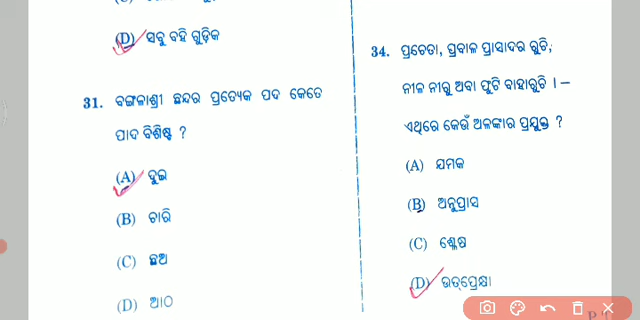 (D) ସବୁ ବହି ଗୁଡ଼ିକ
31. ବଙ୍ଗଳାଶ୍ରୀ ଛନ୍ଦର ପ୍ରତ୍ୟେକ ପଦ କେତେ
ପାଦ ବିଶିଷ୍ଟ ?
(A) ଦୁଇ
(B) ଚାରି
(C) ଛଅ
(D) ଆଠ
34. ପ୍ରଚେତା, ପ୍ରବାଳ ପ୍ରାସାଦର ରୁଚି,
ନୀଳ ନୀରୁ ଅବା ଫୁଟି ବାହାରୁଚି । –
ଏଥିରେ କେଉଁ ଅଳଙ୍କାର ପ୍ରଯୁକ୍ତ ?
(A) ଯମକ
(B) ଅନୁପ୍ରାସ
(C) ଶ୍ଳେଷ
(D) ଉତ୍‌ପ୍ରେକ୍ଷା